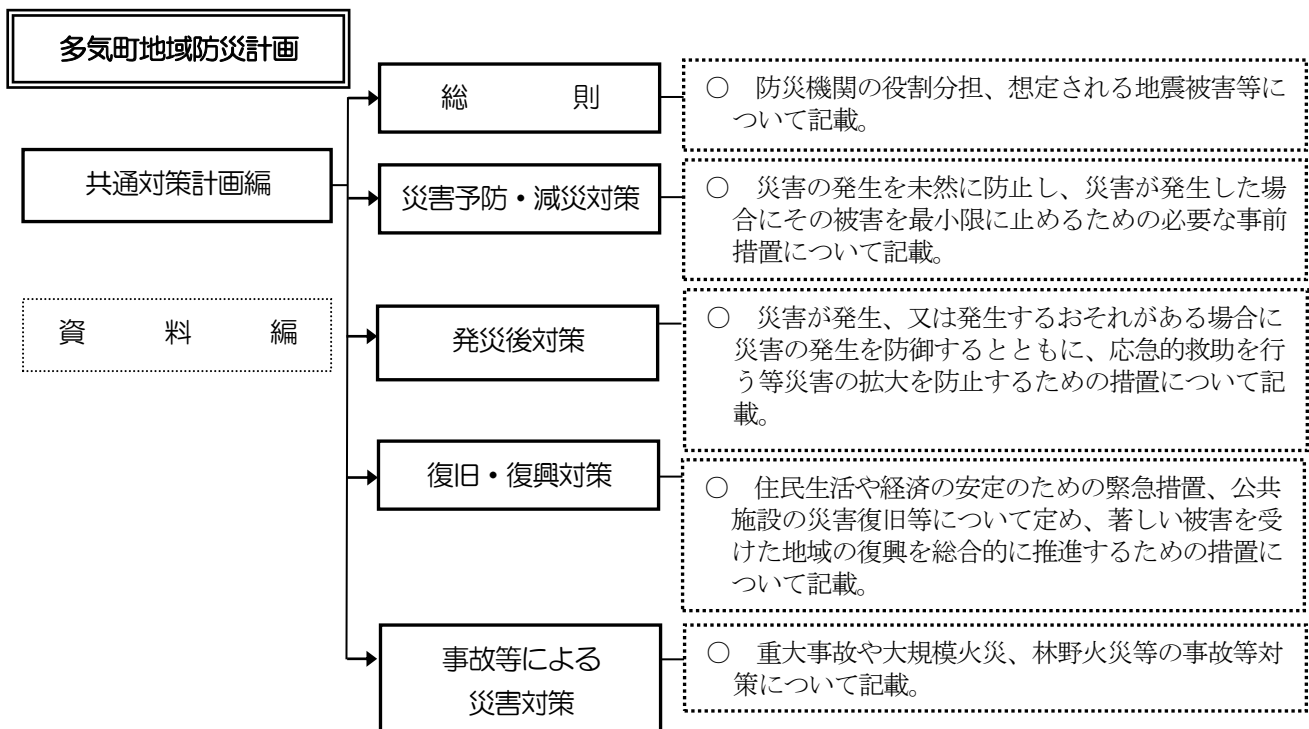 多気町地域防災計画
共通対策計画編
資　料　編
総　則
○　防災機関の役割分担、想定される地震被害等に
ついて記載。
災害予防・減災対策
○　災害の発生を未然に防止し、災害が発生した場
合にその被害を最小限に止めるための必要な事前
措置について記載。
発災後対策
○　災害が発生、又は発生するおそれがある場合に
災害の発生を防御するとともに、応急的救助を行
う等災害の拡大を防止するための措置について記
載。
復旧・復興対策
○　住民生活や経済の安定のための緊急措置、公共
施設の災害復旧等について定め、著しい被害を受
けた地域の復興を総合的に推進するための措置に
ついて記載。
事故等による
災害対策
○　重大事故や大規模火災、林野火災等の事故等対
策について記載。